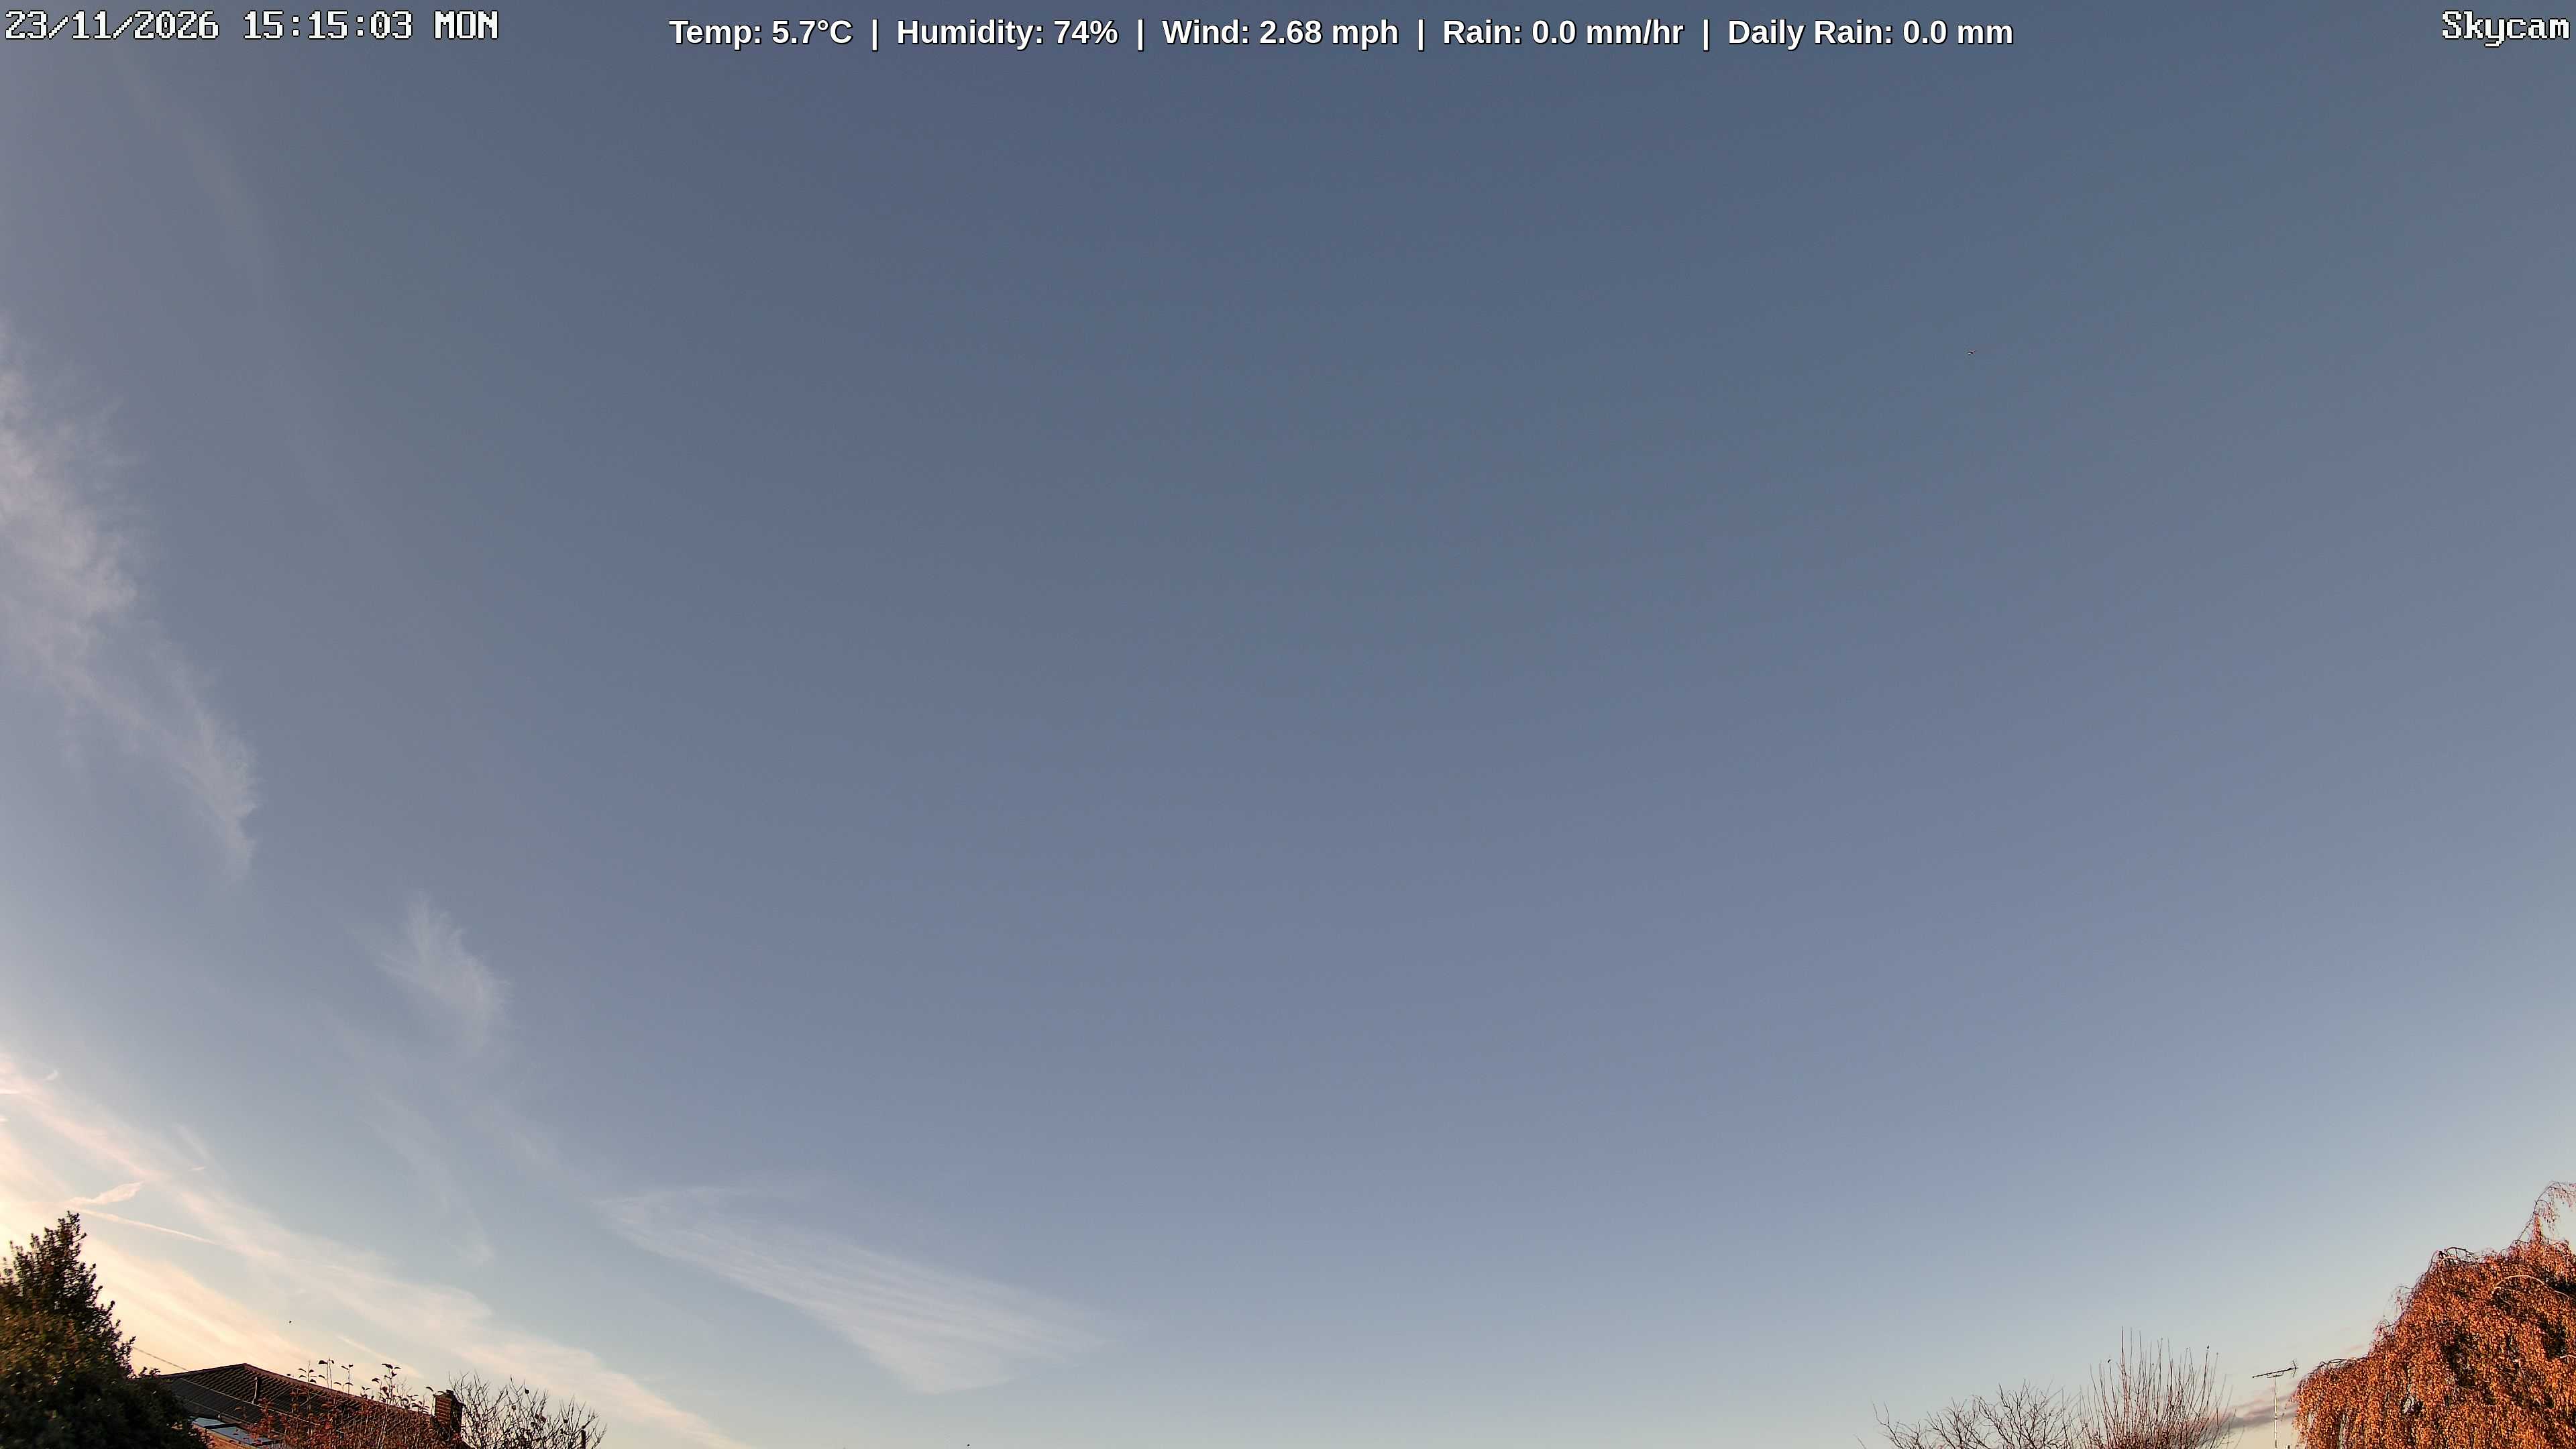 23/11/2026 15:15:03 MON
Temp: 5.7°C | Humidity: 74% | Wind: 2.68 mph | Rain: 0.0 mm/hr | Daily Rain: 0.0 mm
Skycam